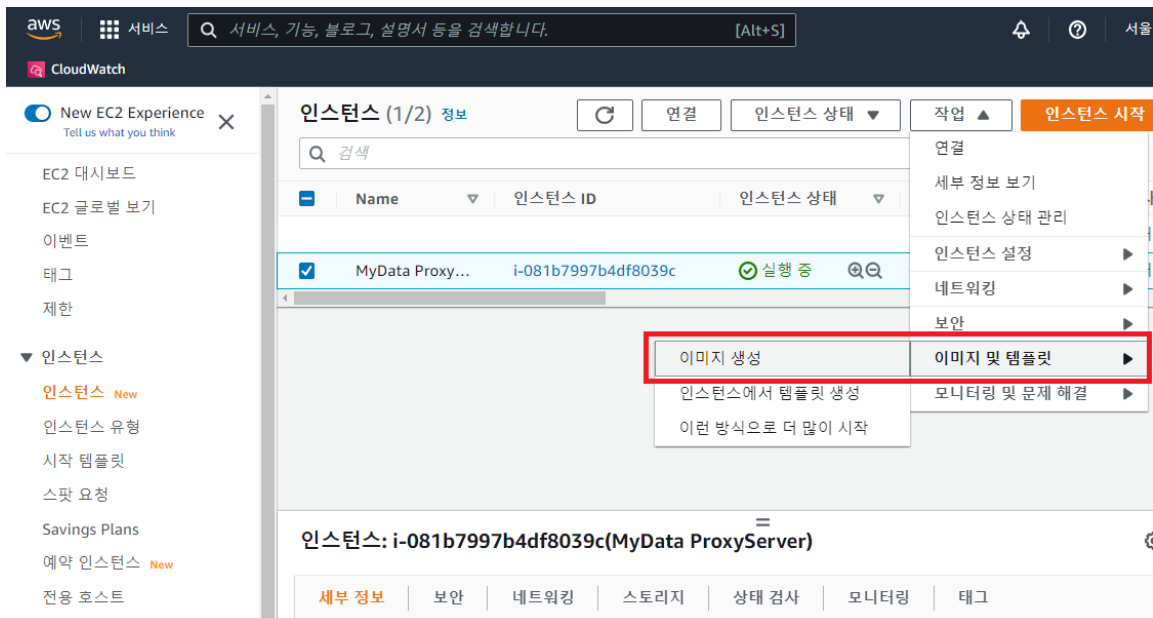 aws
서비스
서비스, 기능, 블로그, 설명서 등을 검색합니다.
[Alt+S]
서울
CloudWatch
New EC2 Experience
Tell us what you think
EC2 대시보드
EC2 글로벌 보기
이벤트
태그
제한
인스턴스
인스턴스 New
인스턴스 유형
시작 템플릿
스팟 요청
Savings Plans
예약 인스턴스 New
전용 호스트
인스턴스 (1/2) 정보
연결
인스턴스 상태
작업
인스턴스 시작
검색
Name
인스턴스 ID
인스턴스 상태
MyData Proxy...
i-081b7997b4df8039c
실행 중
연결
세부 정보 보기
인스턴스 상태 관리
인스턴스 설정
네트워킹
보안
이미지 및 템플릿
모니터링 및 문제 해결
이미지 생성
인스턴스에서 템플릿 생성
이런 방식으로 더 많이 시작
인스턴스: i-081b7997b4df8039c(MyData ProxyServer)
세부 정보
보안
네트워킹
스토리지
상태 검사
모니터링
태그